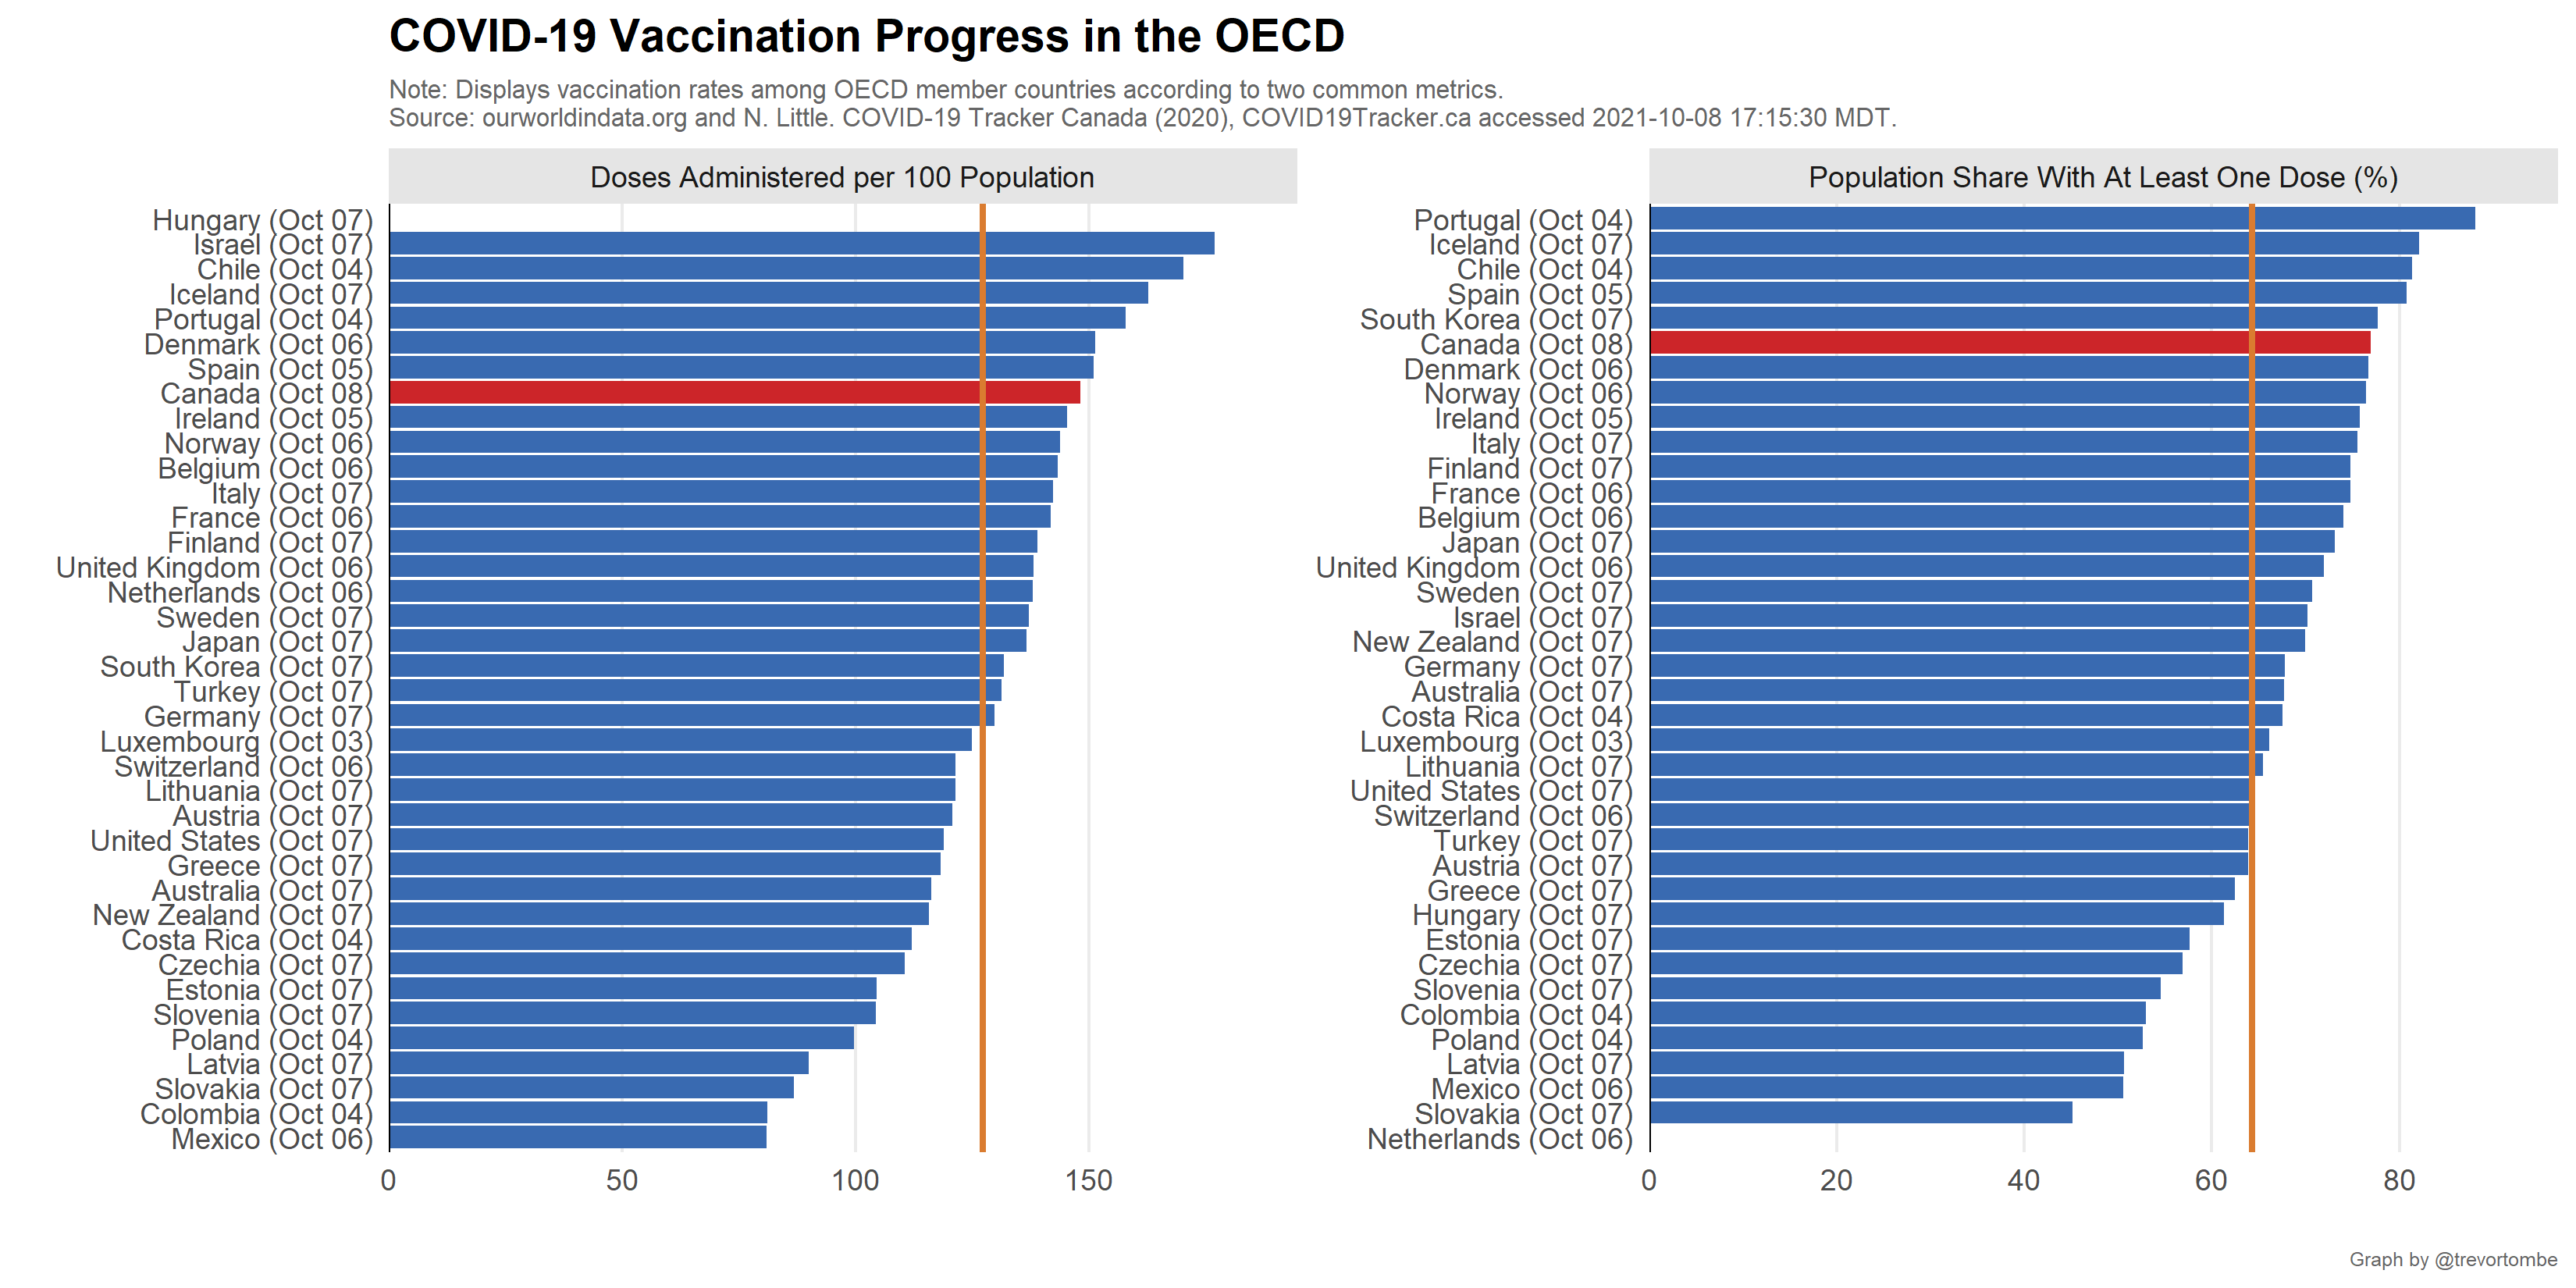 COVID-19 Vaccination Progress in the OECD
Note: Displays vaccination rates among OECD member countries according to two common metrics.
Source: ourworldindata.org and N. Little. COVID-19 Tracker Canada (2020), COVID19Tracker.ca accessed 2021-10-08 17:15:30 MDT.
Doses Administered per 100 Population
Hungary (Oct 07)
Israel (Oct 07)
Chile (Oct 04)
Iceland (Oct 07)
Portugal (Oct 04)
Denmark (Oct 06)
Spain (Oct 05)
Canada (Oct 08)
Ireland (Oct 05)
Norway (Oct 06)
Belgium (Oct 06)
Italy (Oct 07)
France (Oct 06)
Finland (Oct 07)
United Kingdom (Oct 06)
Netherlands (Oct 06)
Sweden (Oct 07)
Japan (Oct 07)
South Korea (Oct 07)
Turkey (Oct 07)
Germany (Oct 07)
Luxembourg (Oct 03)
Switzerland (Oct 06)
Lithuania (Oct 07)
Austria (Oct 07)
United States (Oct 07)
Greece (Oct 07)
Australia (Oct 07)
New Zealand (Oct 07)
Costa Rica (Oct 04)
Czechia (Oct 07)
Estonia (Oct 07)
Slovenia (Oct 07)
Poland (Oct 04)
Latvia (Oct 07)
Slovakia (Oct 07)
Colombia (Oct 04)
Mexico (Oct 06)
0 50 100 150
Population Share With At Least One Dose (%)
Portugal (Oct 04)
Iceland (Oct 07)
Chile (Oct 04)
Spain (Oct 05)
South Korea (Oct 07)
Canada (Oct 08)
Denmark (Oct 06)
Norway (Oct 06)
Ireland (Oct 05)
Italy (Oct 07)
Finland (Oct 07)
France (Oct 06)
Belgium (Oct 06)
Japan (Oct 07)
United Kingdom (Oct 06)
Sweden (Oct 07)
Israel (Oct 07)
New Zealand (Oct 07)
Germany (Oct 07)
Australia (Oct 07)
Costa Rica (Oct 04)
Luxembourg (Oct 03)
Lithuania (Oct 07)
United States (Oct 07)
Switzerland (Oct 06)
Turkey (Oct 07)
Austria (Oct 07)
Greece (Oct 07)
Hungary (Oct 07)
Estonia (Oct 07)
Czechia (Oct 07)
Slovenia (Oct 07)
Colombia (Oct 04)
Poland (Oct 04)
Latvia (Oct 07)
Mexico (Oct 06)
Slovakia (Oct 07)
Netherlands (Oct 06)
0 20 40 60 80
Graph by @trevortombe